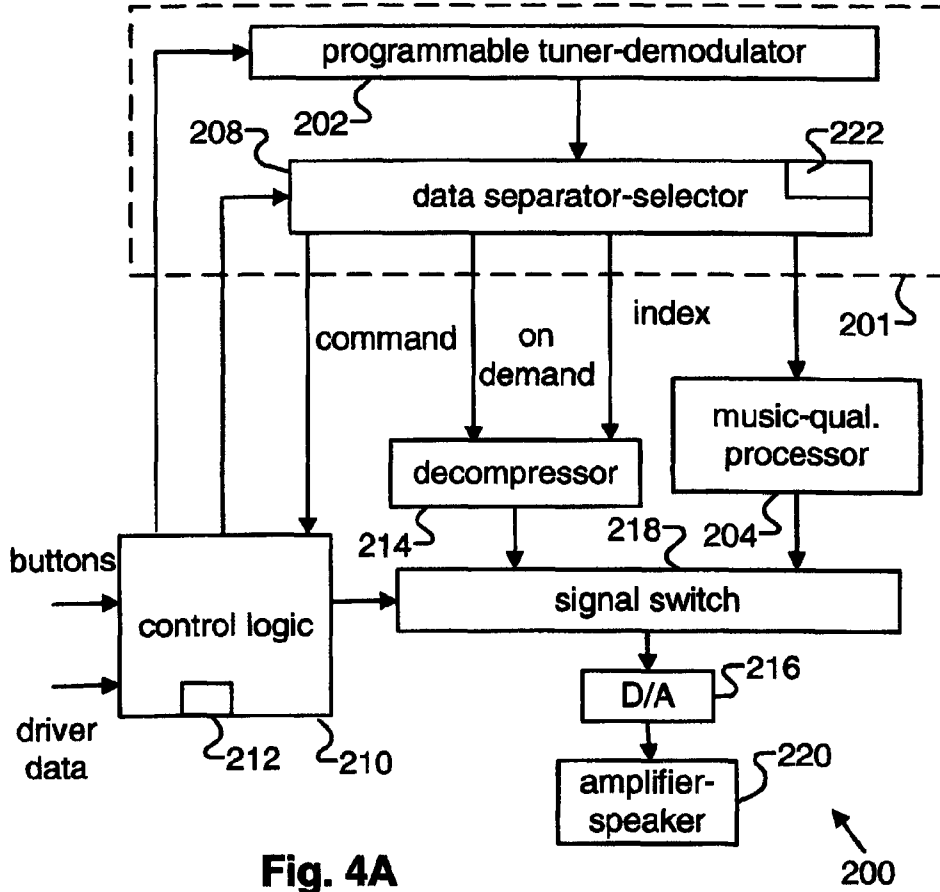 programmable tuner-demodulator
202
208
222
data separator-selector
command
on
demand
index
201
music-qual.
processor
decompressor
214
218
204
buttons
control logic
signal switch
driver
data
212
210
D/A
216
amplifier-
speaker
220
200
Fig. 4A